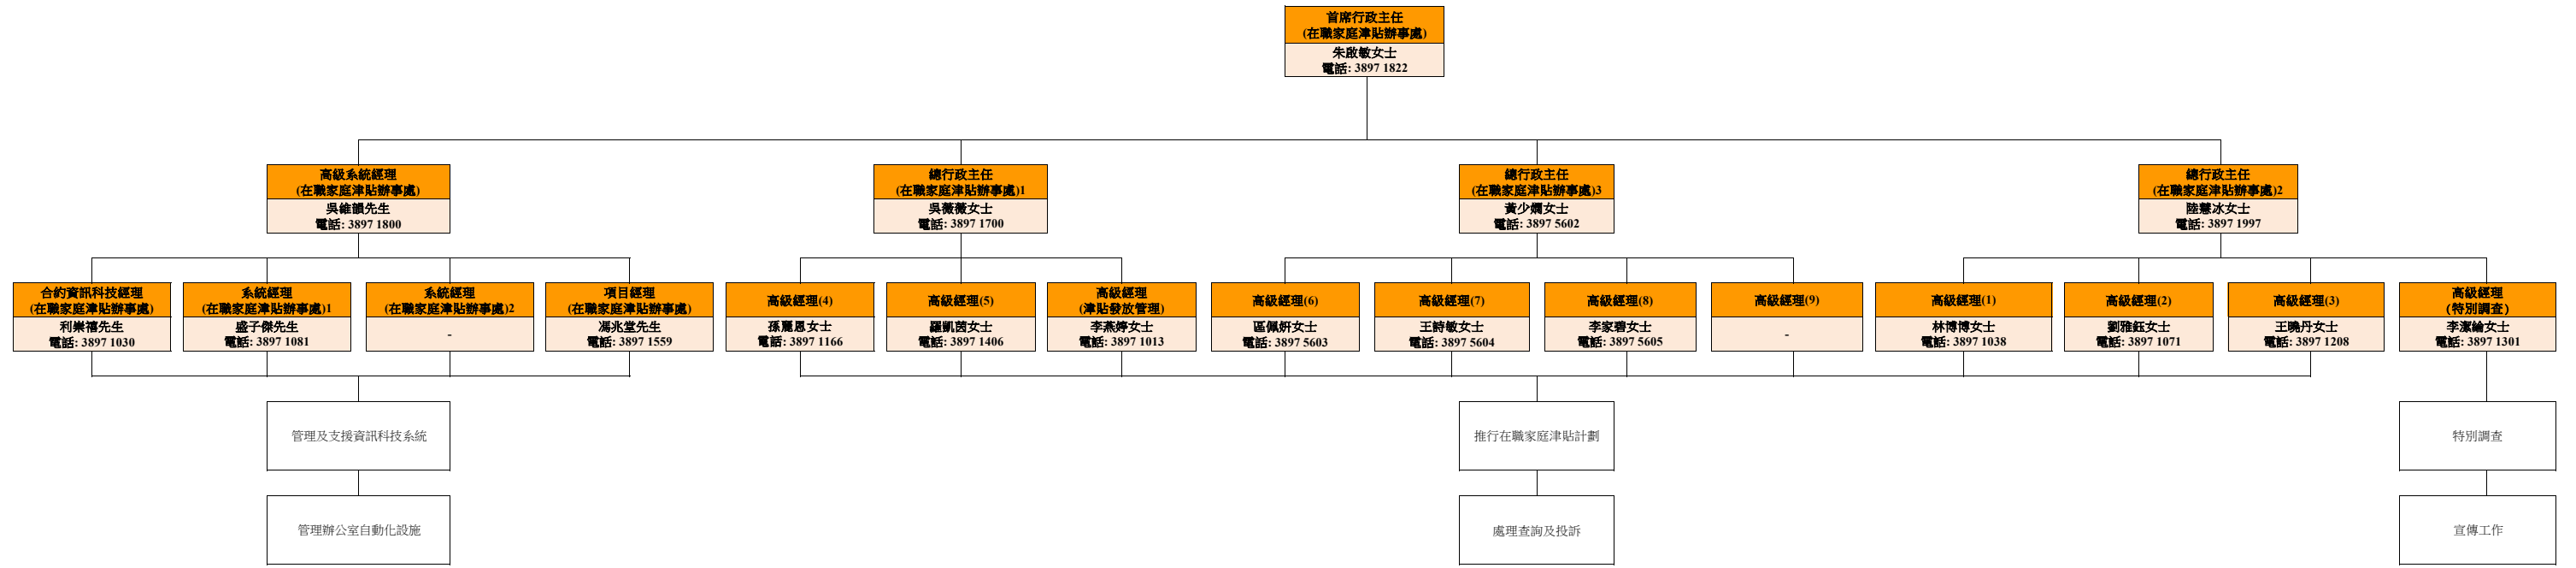 首席行政主任
(在職家庭津貼辦事處)
朱啟敏女士
電話: 3897 1822
高級系統經理
(在職家庭津貼辦事處)
吳維韻先生
電話: 3897 1800
總行政主任
(在職家庭津貼辦事處)1
吳薇薇女士
電話: 3897 1700
總行政主任
(在職家庭津貼辦事處)3
黃少嫻女士
電話: 3897 5602
總行政主任
(在職家庭津貼辦事處)2
陸慧冰女士
電話: 3897 1997
合約資訊科技經理
(在職家庭津貼辦事處)
利崇禧先生
電話: 3897 1030
系統經理
(在職家庭津貼辦事處)1
盛子傑先生
電話: 3897 1081
系統經理
(在職家庭津貼辦事處)2
-
項目經理
(在職家庭津貼辦事處)
馮兆堂先生
電話: 3897 1559
高級經理(4)
孫麗恩女士
電話: 3897 1166
高級經理(5)
羅凱茵女士
電話: 3897 1406
高級經理
(津貼發放管理)
李燕婷女士
電話: 3897 1013
高級經理(6)
區佩妍女士
電話: 3897 5603
高級經理(7)
王詩敏女士
電話: 3897 5604
高級經理(8)
李家碧女士
電話: 3897 5605
高級經理(9)
-
高級經理(1)
林博博女士
電話: 3897 1038
高級經理(2)
劉雅鈺女士
電話: 3897 1071
高級經理(3)
王曉丹女士
電話: 3897 1208
高級經理
(特別調查)
李潔綸女士
電話: 3897 1301
管理及支援資訊科技系統
推行在職家庭津貼計劃
特別調查
管理辦公室自動化設施
處理查詢及投訴
宣傳工作